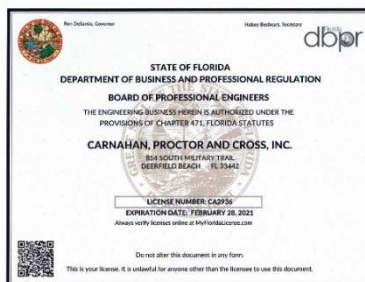 Ron DeSantis, Governor
Halsey Beshears, Secretary
Florida
dbpr
STATE OF FLORIDA
DEPARTMENT OF BUSINESS AND PROFESSIONAL REGULATION
BOARD OF PROFESSIONAL ENGINEERS
THE ENGINEERING BUSINESS HEREIN IS AUTHORIZED UNDER THE
PROVISIONS OF CHAPTER 471, FLORIDA STATUTES
CARNAHAN, PROCTOR AND CROSS, INC.
814 SOUTH MILITARY TRAIL
DEERFIELD BEACH FL 33442
LICENSE NUMBER: CA2936
EXPIRATION DATE: FEBRUARY 28, 2021
Always verify licenses online at MyFloridaLicense.com
Do not alter this document in any form.
This is your license. It is unlawful for anyone other than the licensee to use this document.